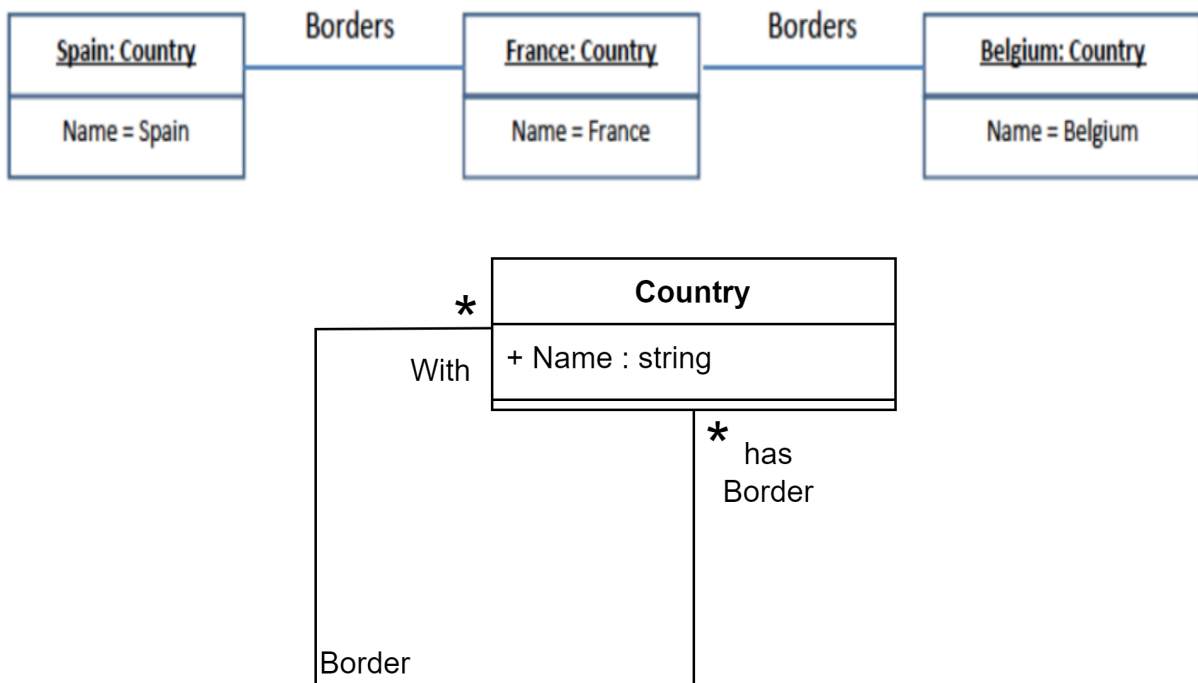 Borders
Borders
Spain: Country
France: Country
Belgium: Country
Name = Spain
Name = France
Name = Belgium
Country
*
With
+ Name : string
*
has
Border
Border